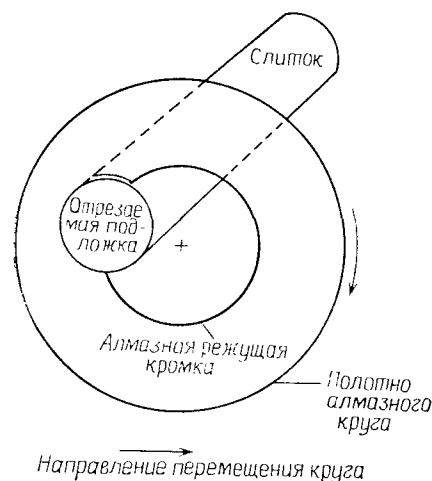 Слиток
Отрезае
мая под-
ложка
Алмазная режущая
кромка
Полотно
алмазного
круга
Направление перемещения круга